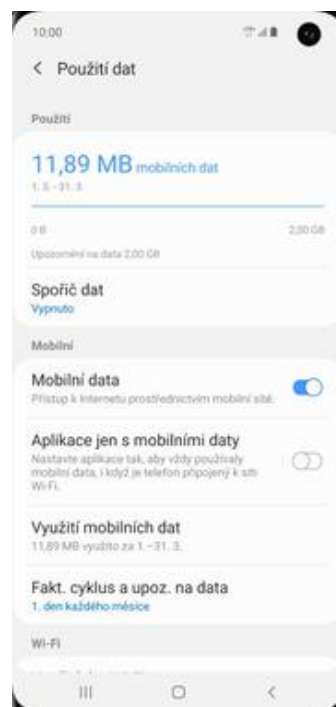 10:00
Použití dat
Použití
11,89 MB mobilních dat
1. 3. - 31. 3.
0 B 2,00 GB
Upozornění na data 2,00 GB
Spořič dat
Vypnuto
Mobilní
Mobilní data
Přístup k internetu prostřednictvím mobilní sítě.
Aplikace jen s mobilními daty
Nastavte aplikace tak, aby vždy používaly
mobilní data, i když je telefon připojený k síti
Wi-Fi.
Využití mobilních dat
11,89 MB využito za 1. – 31. 3.
Fakt. cyklus a upoz. na data
1. den každého měsíce
Wi-Fi